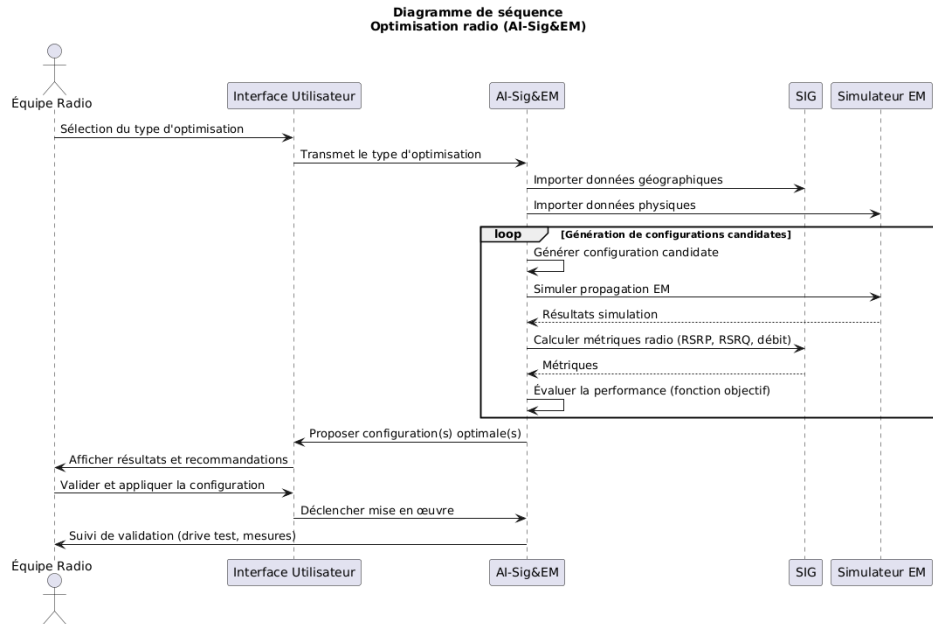 Diagramme de séquence
Optimisation radio (AI-Sig&EM)
Équipe Radio
Interface Utilisateur
AI-Sig&EM
SIG
Simulateur EM
Sélection du type d'optimisation
Transmet le type d'optimisation
Importer données géographiques
Importer données physiques
loop
[Génération de configurations candidates]
Générer configuration candidate
Simuler propagation EM
Résultats simulation
Calculer métriques radio (RSRP, RSRQ, débit)
Métriques
Évaluer la performance (fonction objectif)
Proposer configuration(s) optimale(s)
Afficher résultats et recommandations
Valider et appliquer la configuration
Déclencher mise en œuvre
Suivi de validation (drive test, mesures)
Équipe Radio
Interface Utilisateur
AI-Sig&EM
SIG
Simulateur EM